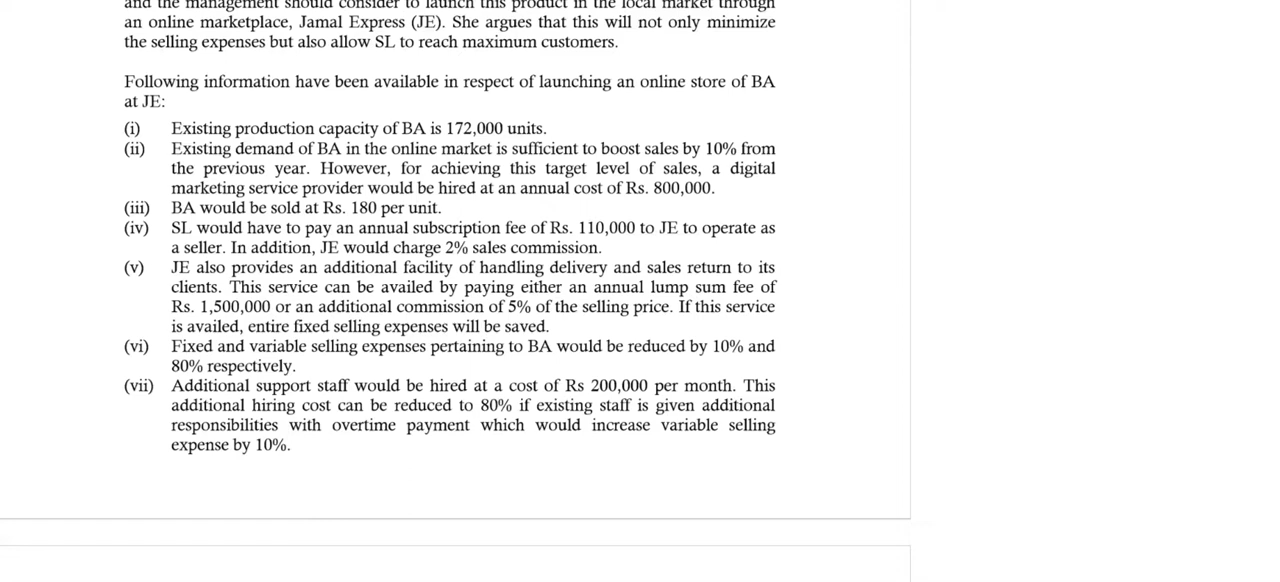 and the management should consider to launch this product in the local market through
an online marketplace, Jamal Express (JE). She argues that this will not only minimize
the selling expenses but also allow SL to reach maximum customers.
Following information have been available in respect of launching an online store of BA
at JE:
(i) Existing production capacity of BA is 172,000 units.
(ii) Existing demand of BA in the online market is sufficient to boost sales by 10% from
the previous year. However, for achieving this target level of sales, a digital
marketing service provider would be hired at an annual cost of Rs. 800,000.
(iii) BA would be sold at Rs. 180 per unit.
(iv) SL would have to pay an annual subscription fee of Rs. 110,000 to JE to operate as
a seller. In addition, JE would charge 2% sales commission.
(v) JE also provides an additional facility of handling delivery and sales return to its
clients. This service can be availed by paying either an annual lump sum fee of
Rs. 1,500,000 or an additional commission of 5% of the selling price. If this service
is availed, entire fixed selling expenses will be saved.
(vi) Fixed and variable selling expenses pertaining to BA would be reduced by 10% and
80% respectively.
(vii) Additional support staff would be hired at a cost of Rs 200,000 per month. This
additional hiring cost can be reduced to 80% if existing staff is given additional
responsibilities with overtime payment which would increase variable selling
expense by 10%.